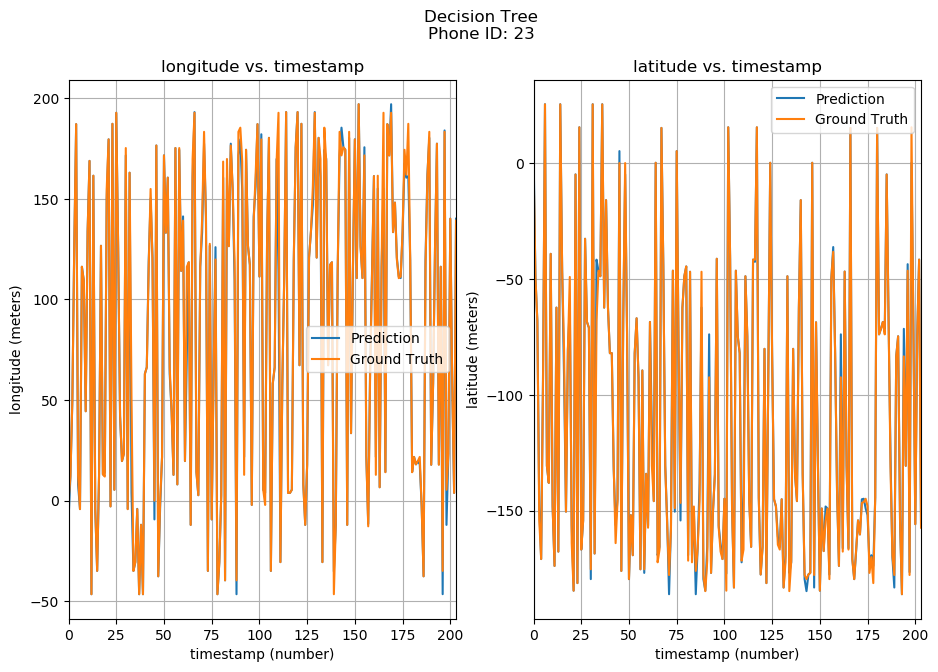 Decision Tree
Phone ID: 23
longitude vs. timestamp
longitude (meters)
200
150
100
50
0
−50
0
25
50
75
100
125
150
175
200
timestamp (number)
Prediction
Ground Truth
latitude vs. timestamp
latitude (meters)
0
−50
−100
−150
0
25
50
75
100
125
150
175
200
timestamp (number)
Prediction
Ground Truth